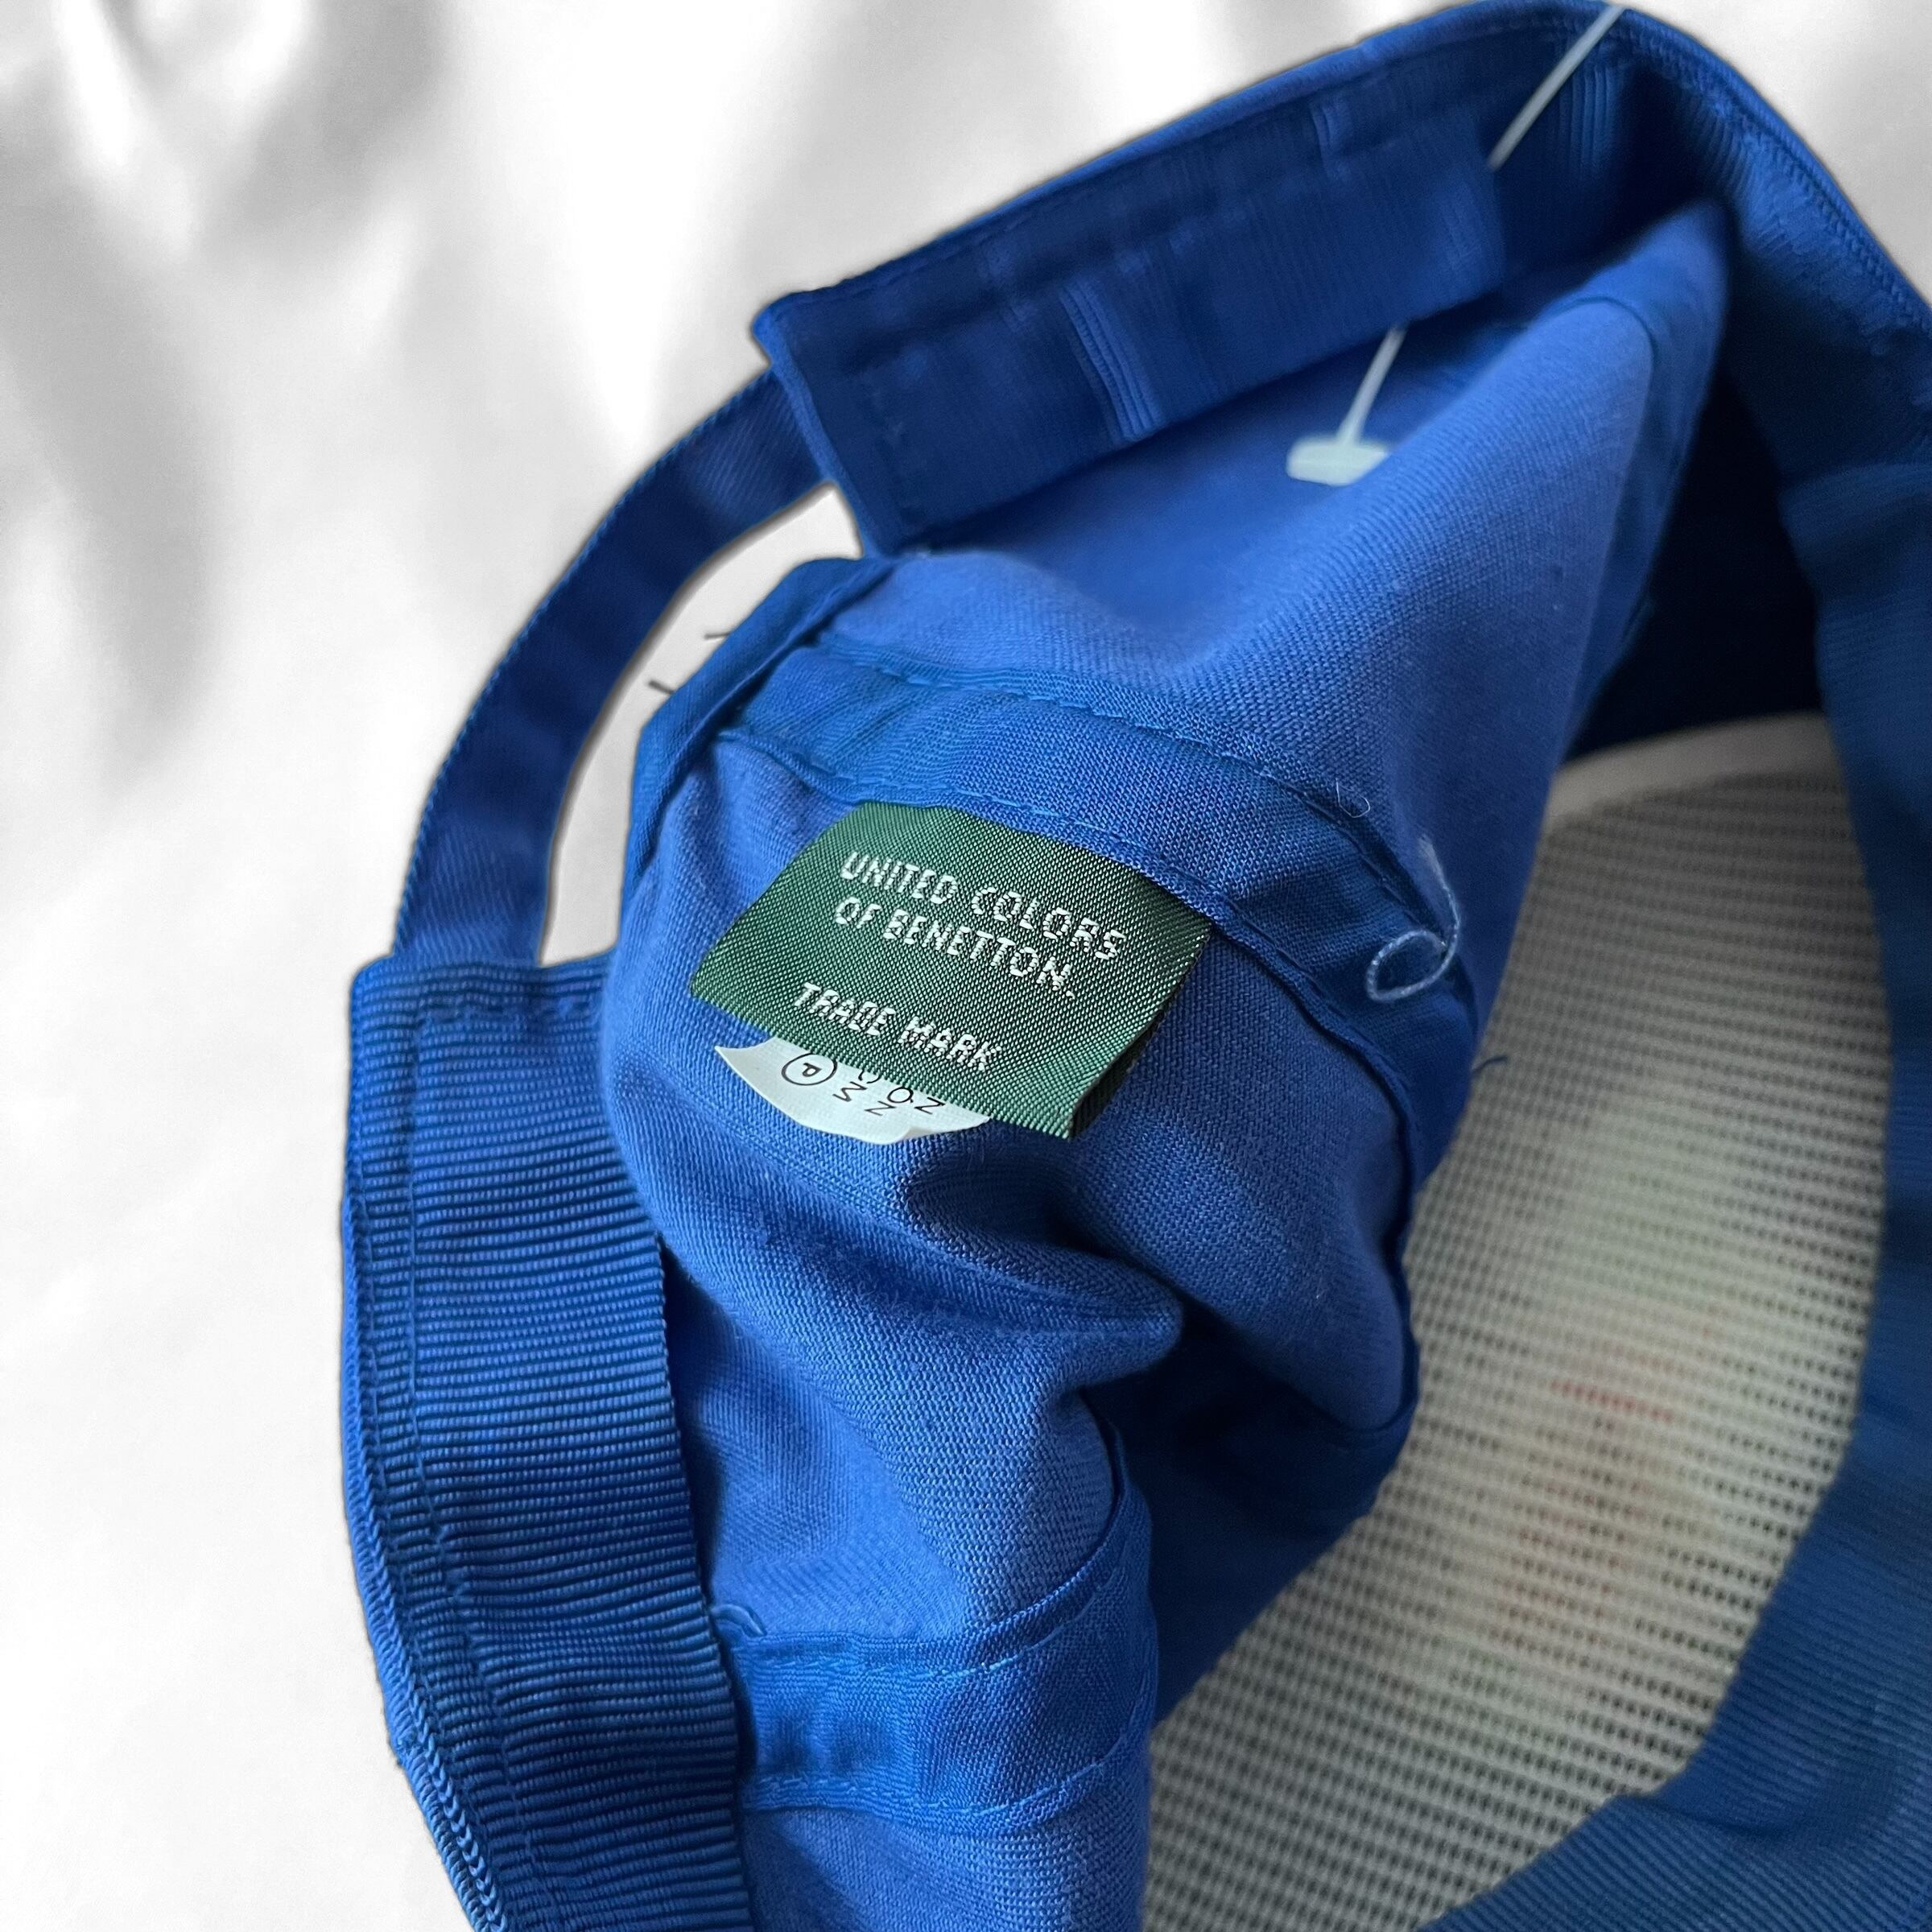 UNITED COLORS
OF BENETTON.
TRADE MARK